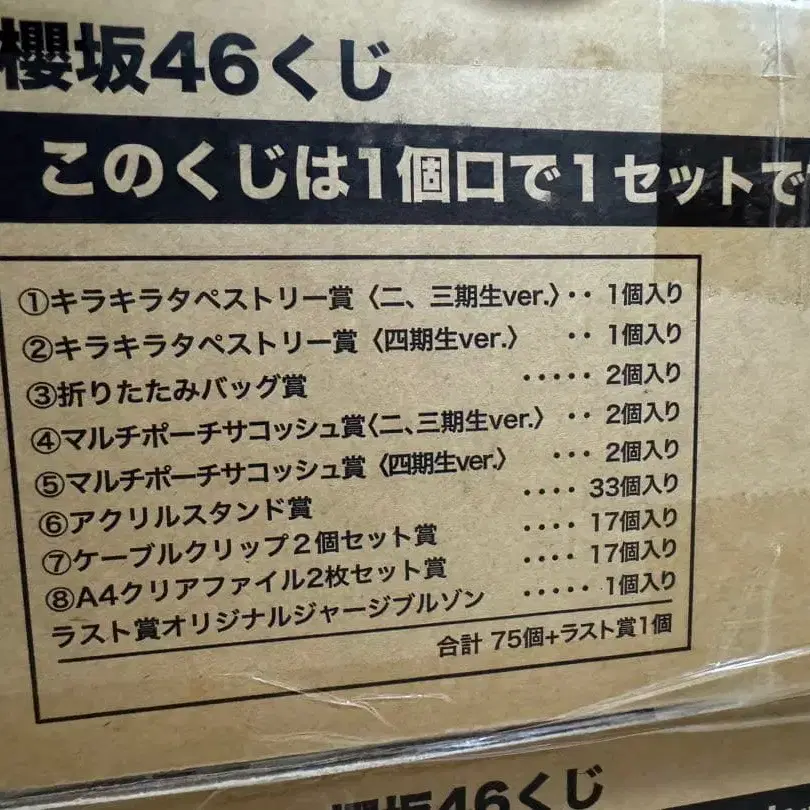 櫻坂46くじ
このくじは1個口で1セットで
①キラキラタペストリー賞〈二、三期生ver.〉・・ 1個入り
②キラキラタペストリー賞〈四期生ver.〉 ・・ 1個入り
③折りたたみバッグ賞 ・・・・・ 2個入り
④マルチポーチサコッシュ賞〈二、三期生ver.〉 ・・ 2個入り
⑤マルチポーチサコッシュ賞〈四期生ver.〉 ・・・ 2個入り
⑥アクリルスタンド賞 ・・・・ 33個入り
⑦ケーブルクリップ2個セット賞 ・・・・ 17個入り
⑧A4クリアファイル2枚セット賞 ・・・・ 17個入り
ラスト賞オリジナルジャージブルゾン ・・・・・ 1個入り
合計 75個+ラスト賞1個
櫻坂46くじ